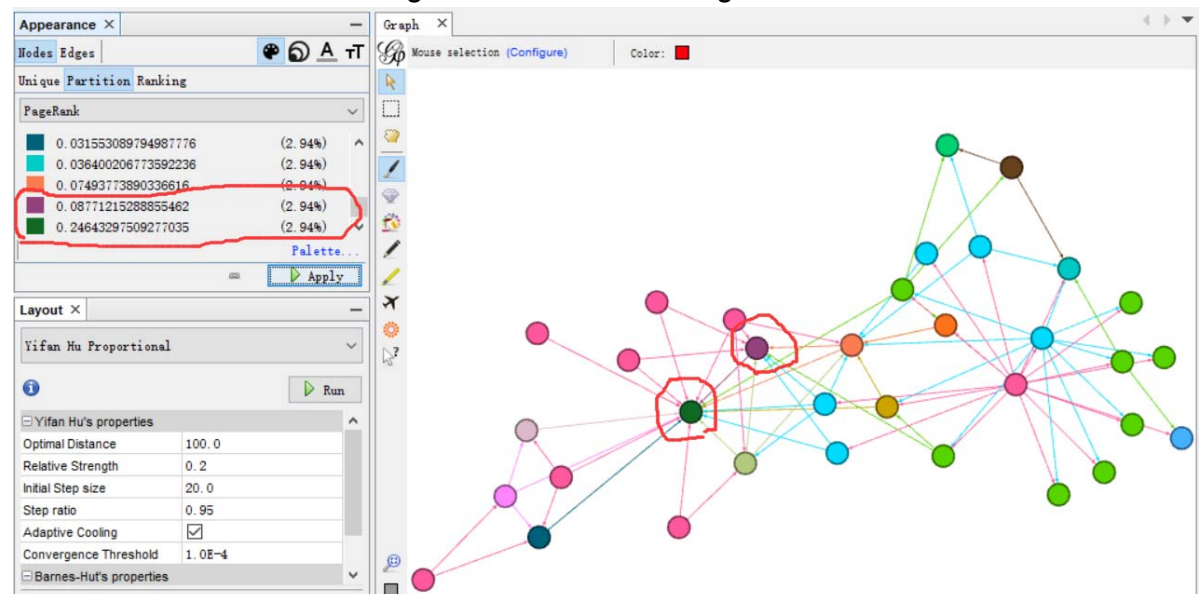 Appearance ×
Nodes Edges
Unique Partition Ranking
PageRank
0.031553089794987776 (2.94%)
0.036400206773592236 (2.94%)
0.07493773890336616 (2.94%)
0.08771215288855462 (2.94%)
0.24643297509277035 (2.94%)
Palette...
Apply
Layout ×
Yifan Hu Proportional
Run
Yifan Hu's properties
Optimal Distance 100.0
Relative Strength 0.2
Initial Step size 20.0
Step ratio 0.95
Adaptive Cooling
Convergence Threshold 1.0E-4
Barnes-Hut's properties
Graph ×
Mouse selection (Configure) Color: